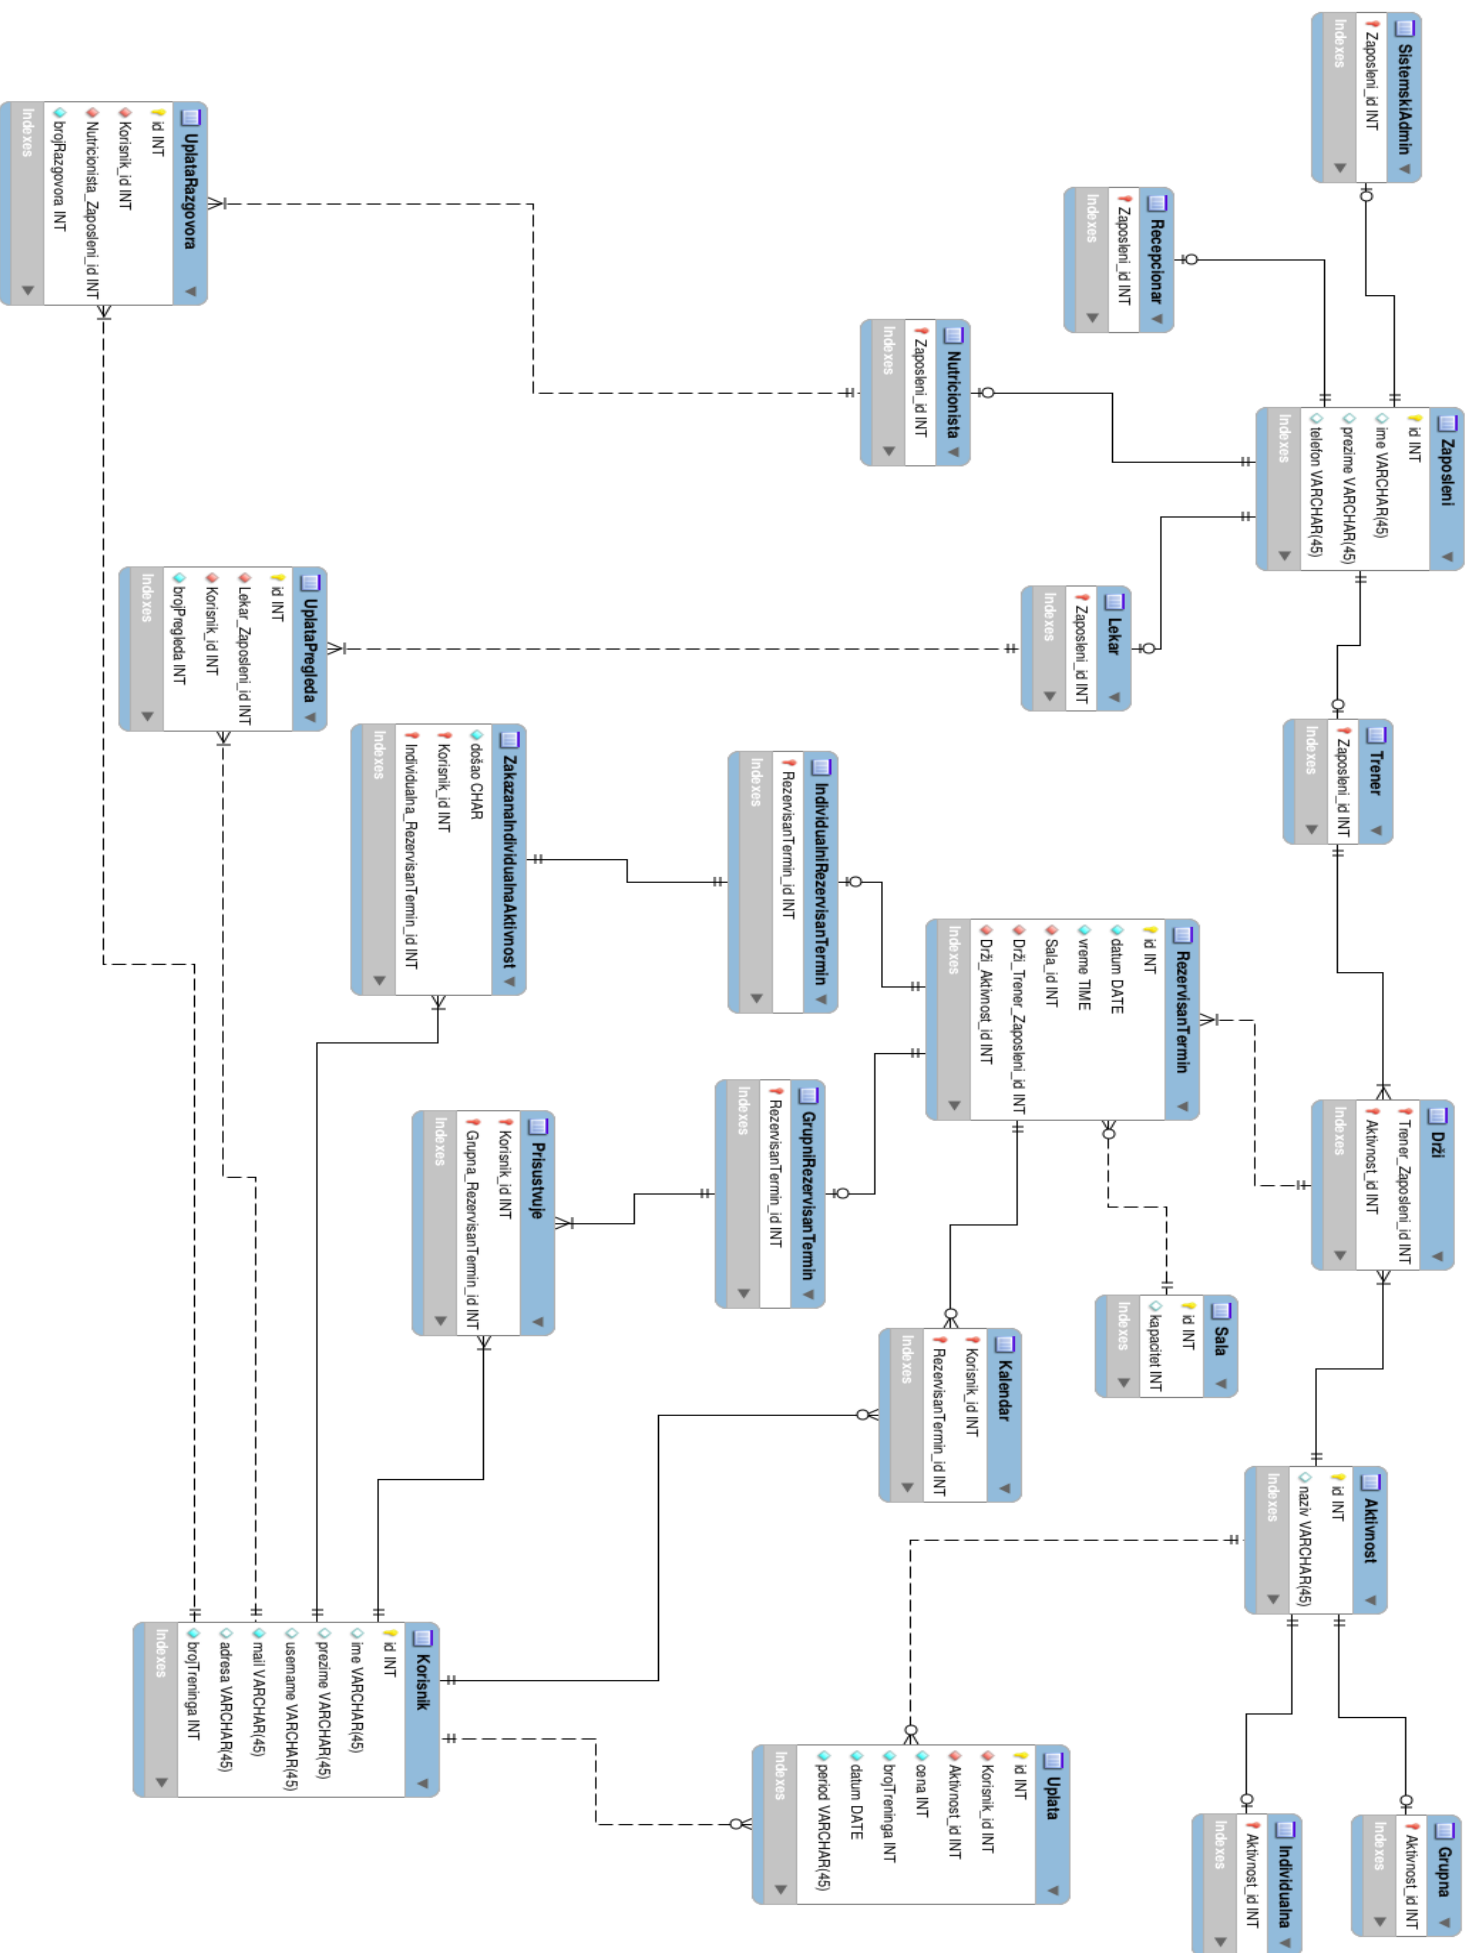 SistemskiAdmin
Zaposleni_id INT
Indexes
Zaposleni
id INT
ime VARCHAR(45)
prezime VARCHAR(45)
telefon VARCHAR(45)
Indexes
Trener
Zaposleni_id INT
Indexes
Drži
Trener_Zaposleni_id INT
Aktivnost_id INT
Indexes
Aktivnost
id INT
naziv VARCHAR(45)
Indexes
Grupna
Aktivnost_id INT
Indexes
Individualna
Aktivnost_id INT
Indexes
Recepcionar
Zaposleni_id INT
Indexes
Nutricionista
Zaposleni_id INT
Indexes
Lekar
Zaposleni_id INT
Indexes
RezervisanTermin
id INT
datum DATE
vreme TIME
Sala_id INT
Drži_Trener_Zaposleni_id INT
Drži_Aktivnost_id INT
Indexes
Sala
id INT
kapacitet INT
Indexes
Kalendar
Korisnik_id INT
RezervisanTermin_id INT
Indexes
Uplata
id INT
Korisnik_id INT
Aktivnost_id INT
cena INT
brojTreninga INT
datum DATE
period VARCHAR(45)
Indexes
IndividualniRezervisanTermin
RezervisanTermin_id INT
Indexes
GrupniRezervisanTermin
RezervisanTermin_id INT
Indexes
ZakazanaIndividualnaAktivnost
došao CHAR
Korisnik_id INT
Individualna_RezervisanTermin_id INT
Indexes
Prisustvuje
Korisnik_id INT
Grupna_RezervisanTermin_id INT
Indexes
Korisnik
id INT
ime VARCHAR(45)
prezime VARCHAR(45)
username VARCHAR(45)
mail VARCHAR(45)
adresa VARCHAR(45)
brojTreninga INT
Indexes
UplataPregleda
id INT
Lekar_Zaposleni_id INT
Korisnik_id INT
brojPregleda INT
Indexes
UplataRazgovora
id INT
Korisnik_id INT
Nutricionista_Zaposleni_id INT
brojRazgovora INT
Indexes